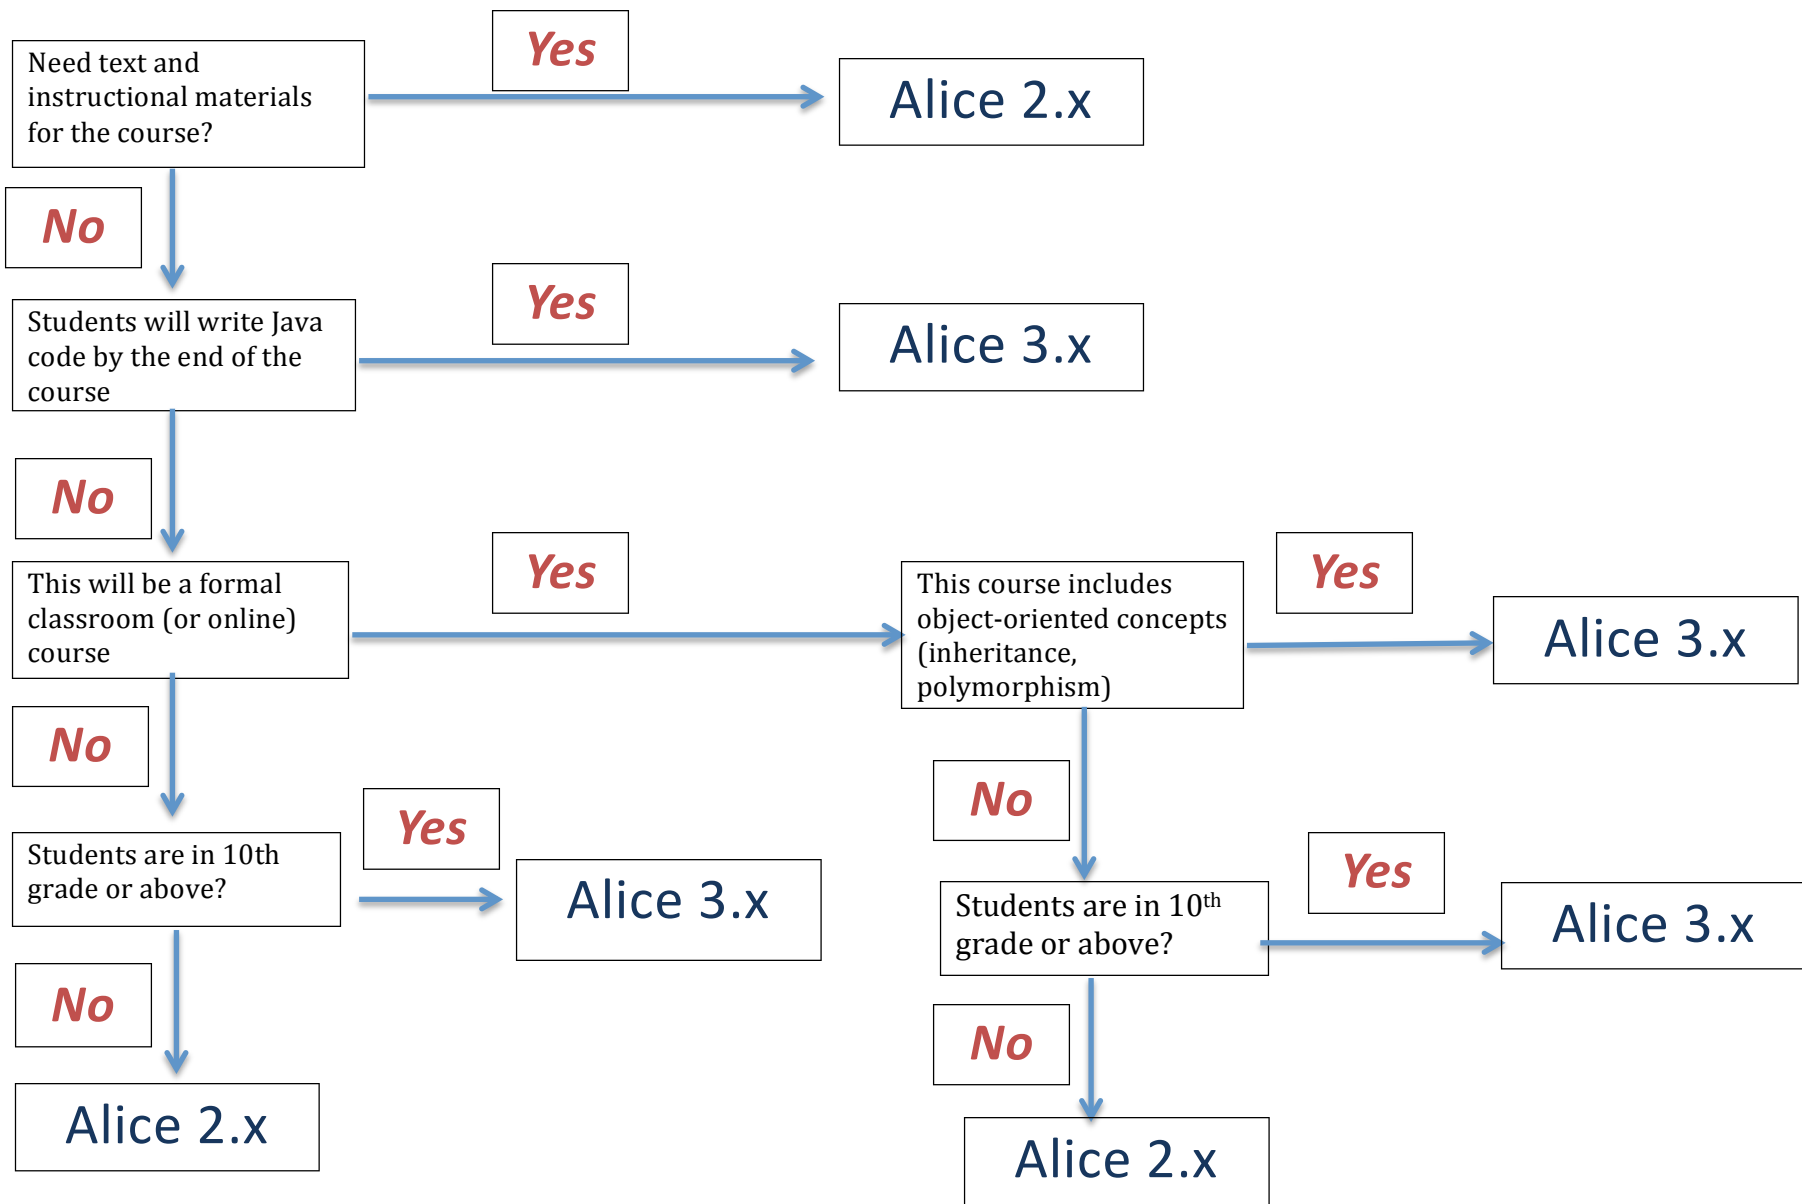 Need text and
instructional materials
for the course?
Yes
Alice 2.x
No
Students will write Java
code by the end of the
course
Yes
Alice 3.x
No
This will be a formal
classroom (or online)
course
Yes
This course includes
object-oriented concepts
(inheritance,
polymorphism)
Yes
Alice 3.x
No
Students are in 10th
grade or above?
Yes
Alice 3.x
No
Alice 2.x
No
Students are in 10th
grade or above?
Yes
Alice 3.x
No
Alice 2.x